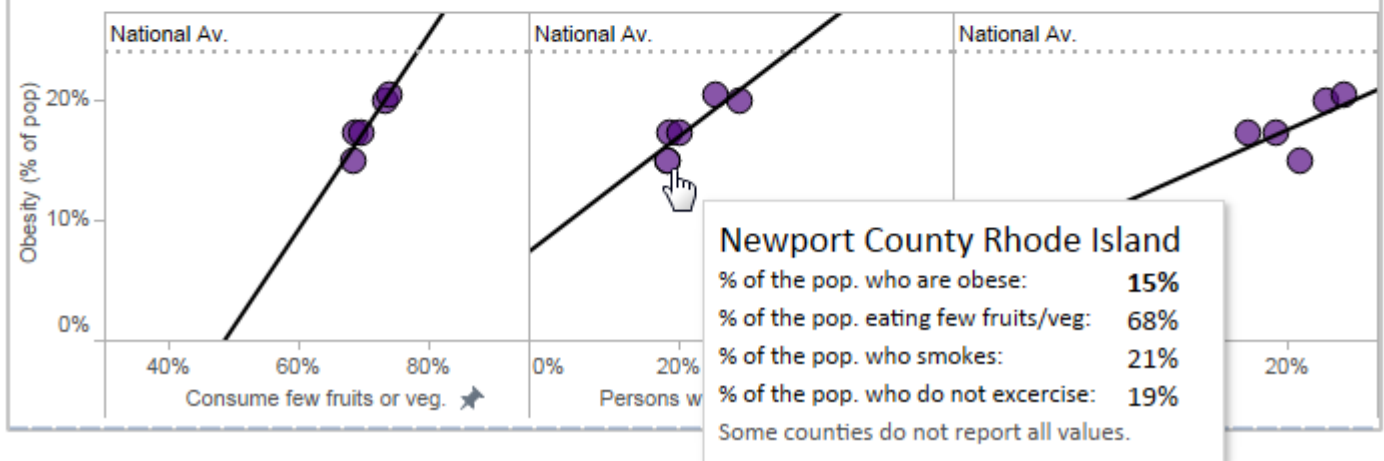 National Av.
National Av.
National Av.
Obesity (% of pop)
20%
10%
0%
40%
60%
80%
0%
20%
20%
Consume few fruits or veg.
Persons w
Newport County Rhode Island
% of the pop. who are obese: 15%
% of the pop. eating few fruits/veg: 68%
% of the pop. who smokes: 21%
% of the pop. who do not excercise: 19%
Some counties do not report all values.